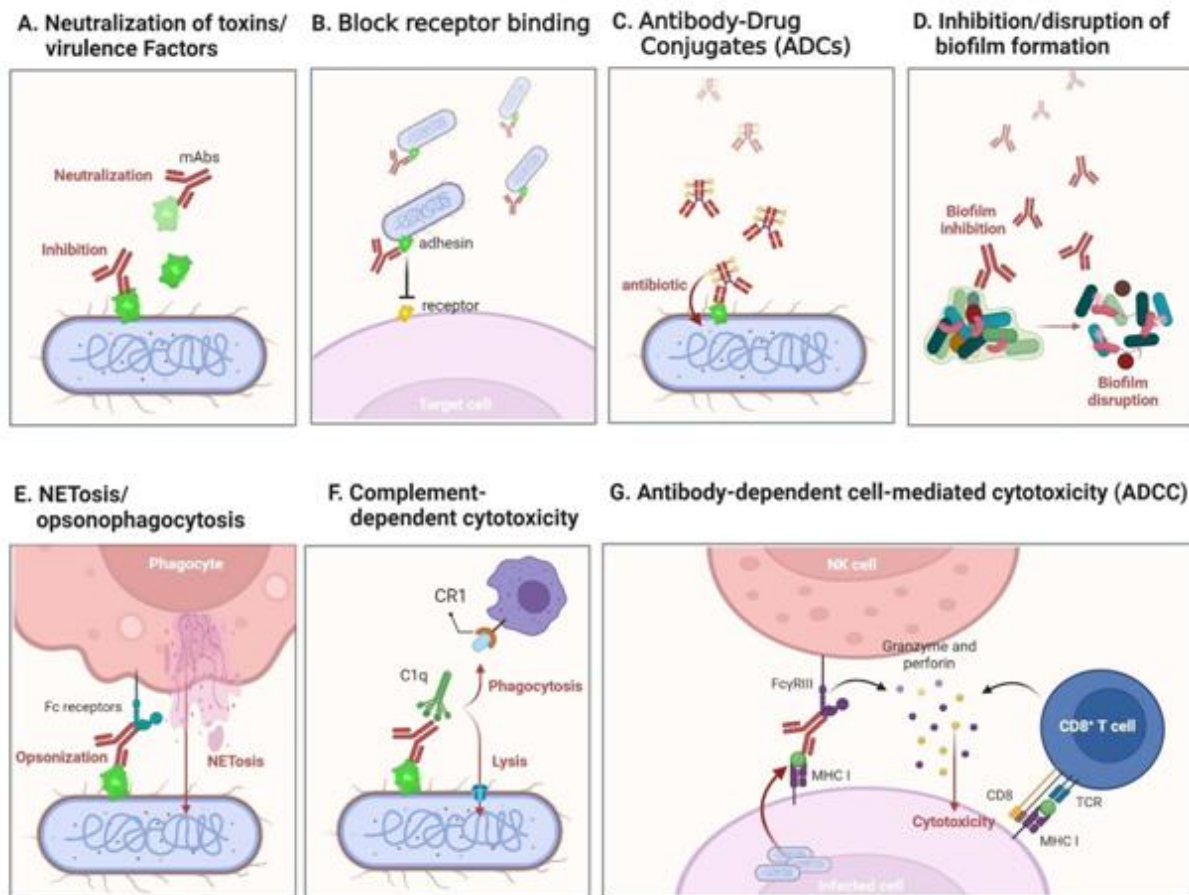 A. Neutralization of toxins/
virulence Factors
B. Block receptor binding
C. Antibody-Drug
Conjugates (ADCs)
D. Inhibition/disruption of
biofilm formation
mAbs
Neutralization
Inhibition
adhesin
receptor
Target cell
antibiotic
Biofilm
inhibition
Biofilm
disruption
E. NETosis/
opsonophagocytosis
F. Complement-
dependent cytotoxicity
G. Antibody-dependent cell-mediated cytotoxicity (ADCC)
Phagocyte
Fc receptors
Opsonization
NETosis
CR1
C1q
Phagocytosis
Lysis
NK cell
Granzyme and
perforin
FcγRIII
MHC I
CD8⁺ T cell
CD8
TCR
MHC I
Cytotoxicity
Infected cell